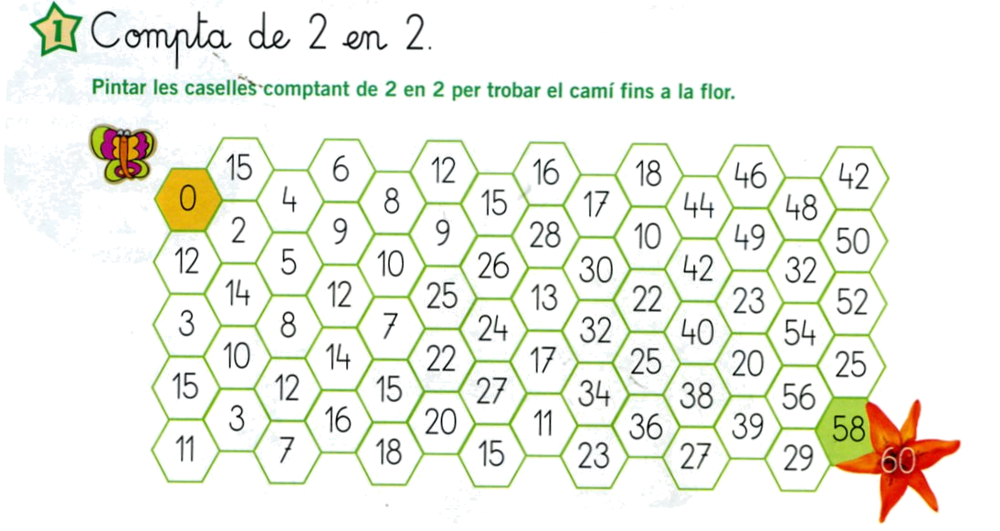 1 Compta de 2 en 2.
Pintar les caselles comptant de 2 en 2 per trobar el camí fins a la flor.
15 6 12 16 18 46 42
0 4 8 15 17 44 48
2 9 9 28 10 49 50
12 5 10 26 30 42 32
14 12 25 13 22 23 52
3 8 7 24 32 40 54
10 14 22 17 25 20 25
15 12 15 27 34 38 56
3 16 20 11 36 39 58
11 7 18 15 23 27 29 60